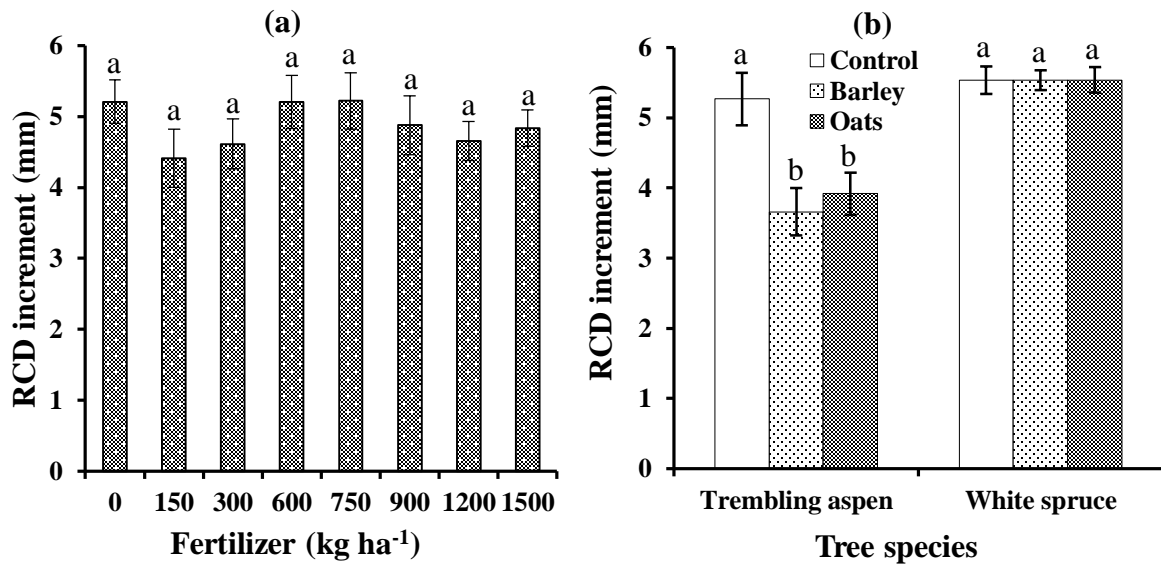 (a)
6
5
4
3
2
1
0
RCD increment (mm)
a a a a a a a a
0 150 300 600 750 900 1200 1500
Fertilizer (kg ha-1)
(b)
6
5
4
3
2
1
0
RCD increment (mm)
Control
Barley
Oats
a b b a a a
Trembling aspen White spruce
Tree species